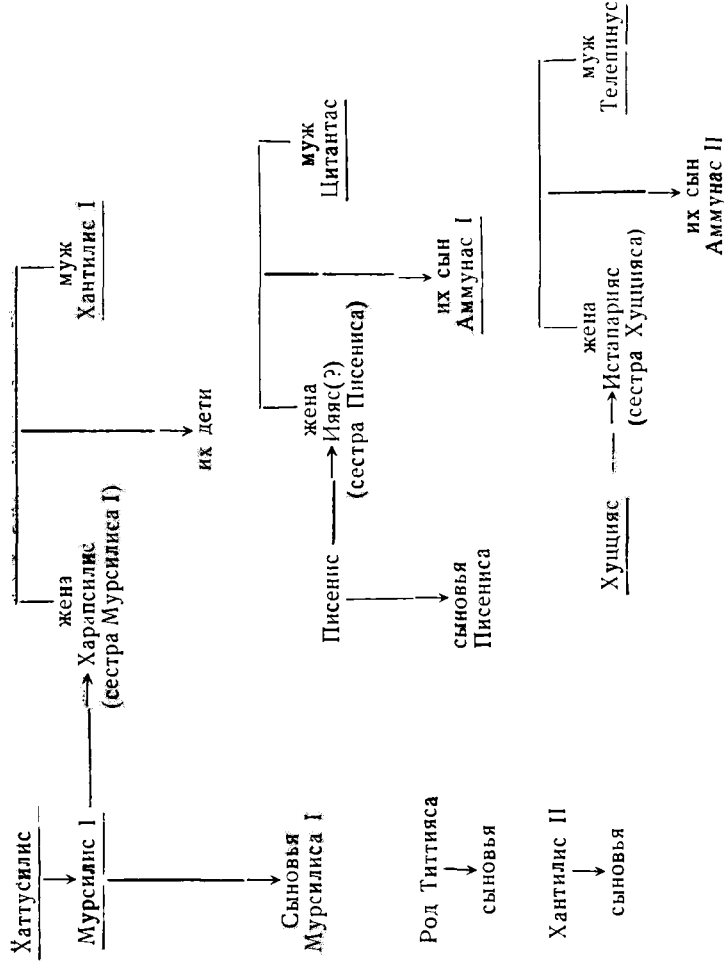 Хаттусилис
Мурсилис I
Сыновья
Мурсилиса I
жена
Харапсилис
(сестра Мурсилиса I)
муж
Хантилис I
их дети
Род Титтияса
сыновья
Писенис
сыновья
Писениса
жена
Ияяс(?)
(сестра Писениса)
муж
Цитантас
их сын
Аммунас I
Хантилис II
сыновья
Хуццияс
жена
Истапарияс
(сестра Хуццияса)
муж
Телепинус
их сын
Аммунас II